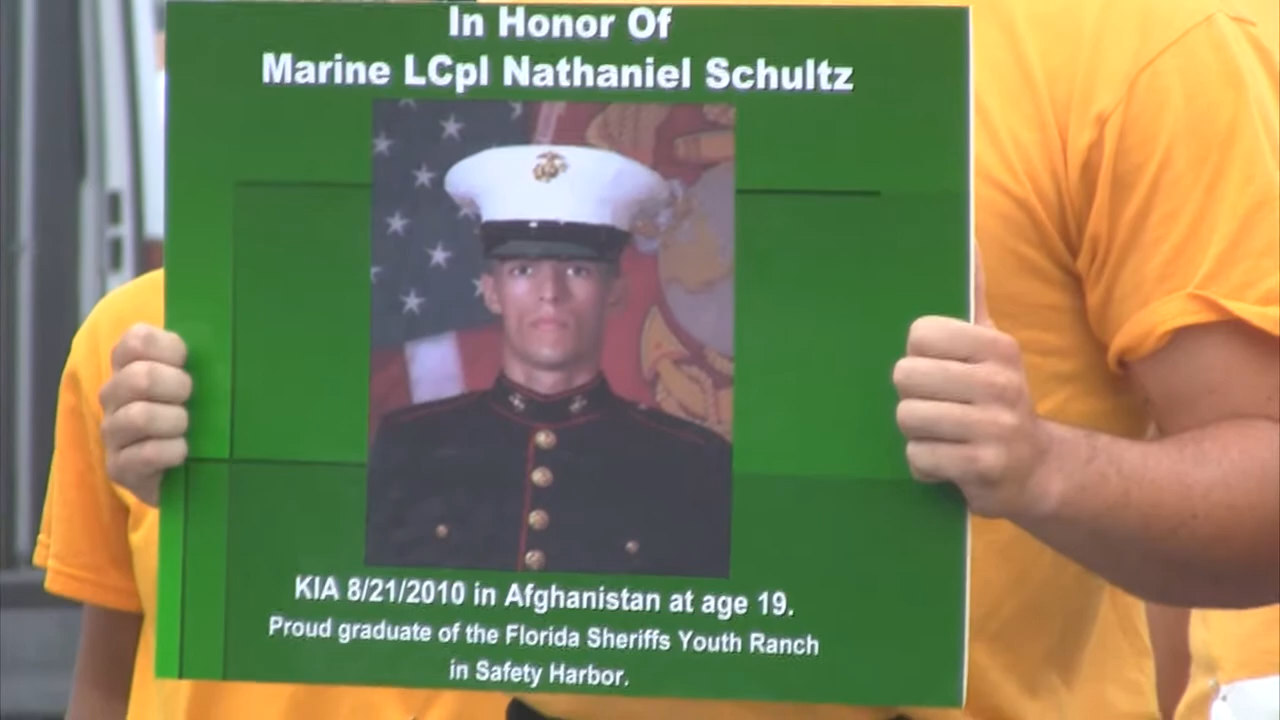 In Honor Of
Marine LCpl Nathaniel Schultz
KIA 8/21/2010 in Afghanistan at age 19.
Proud graduate of the Florida Sheriffs Youth Ranch
in Safety Harbor.